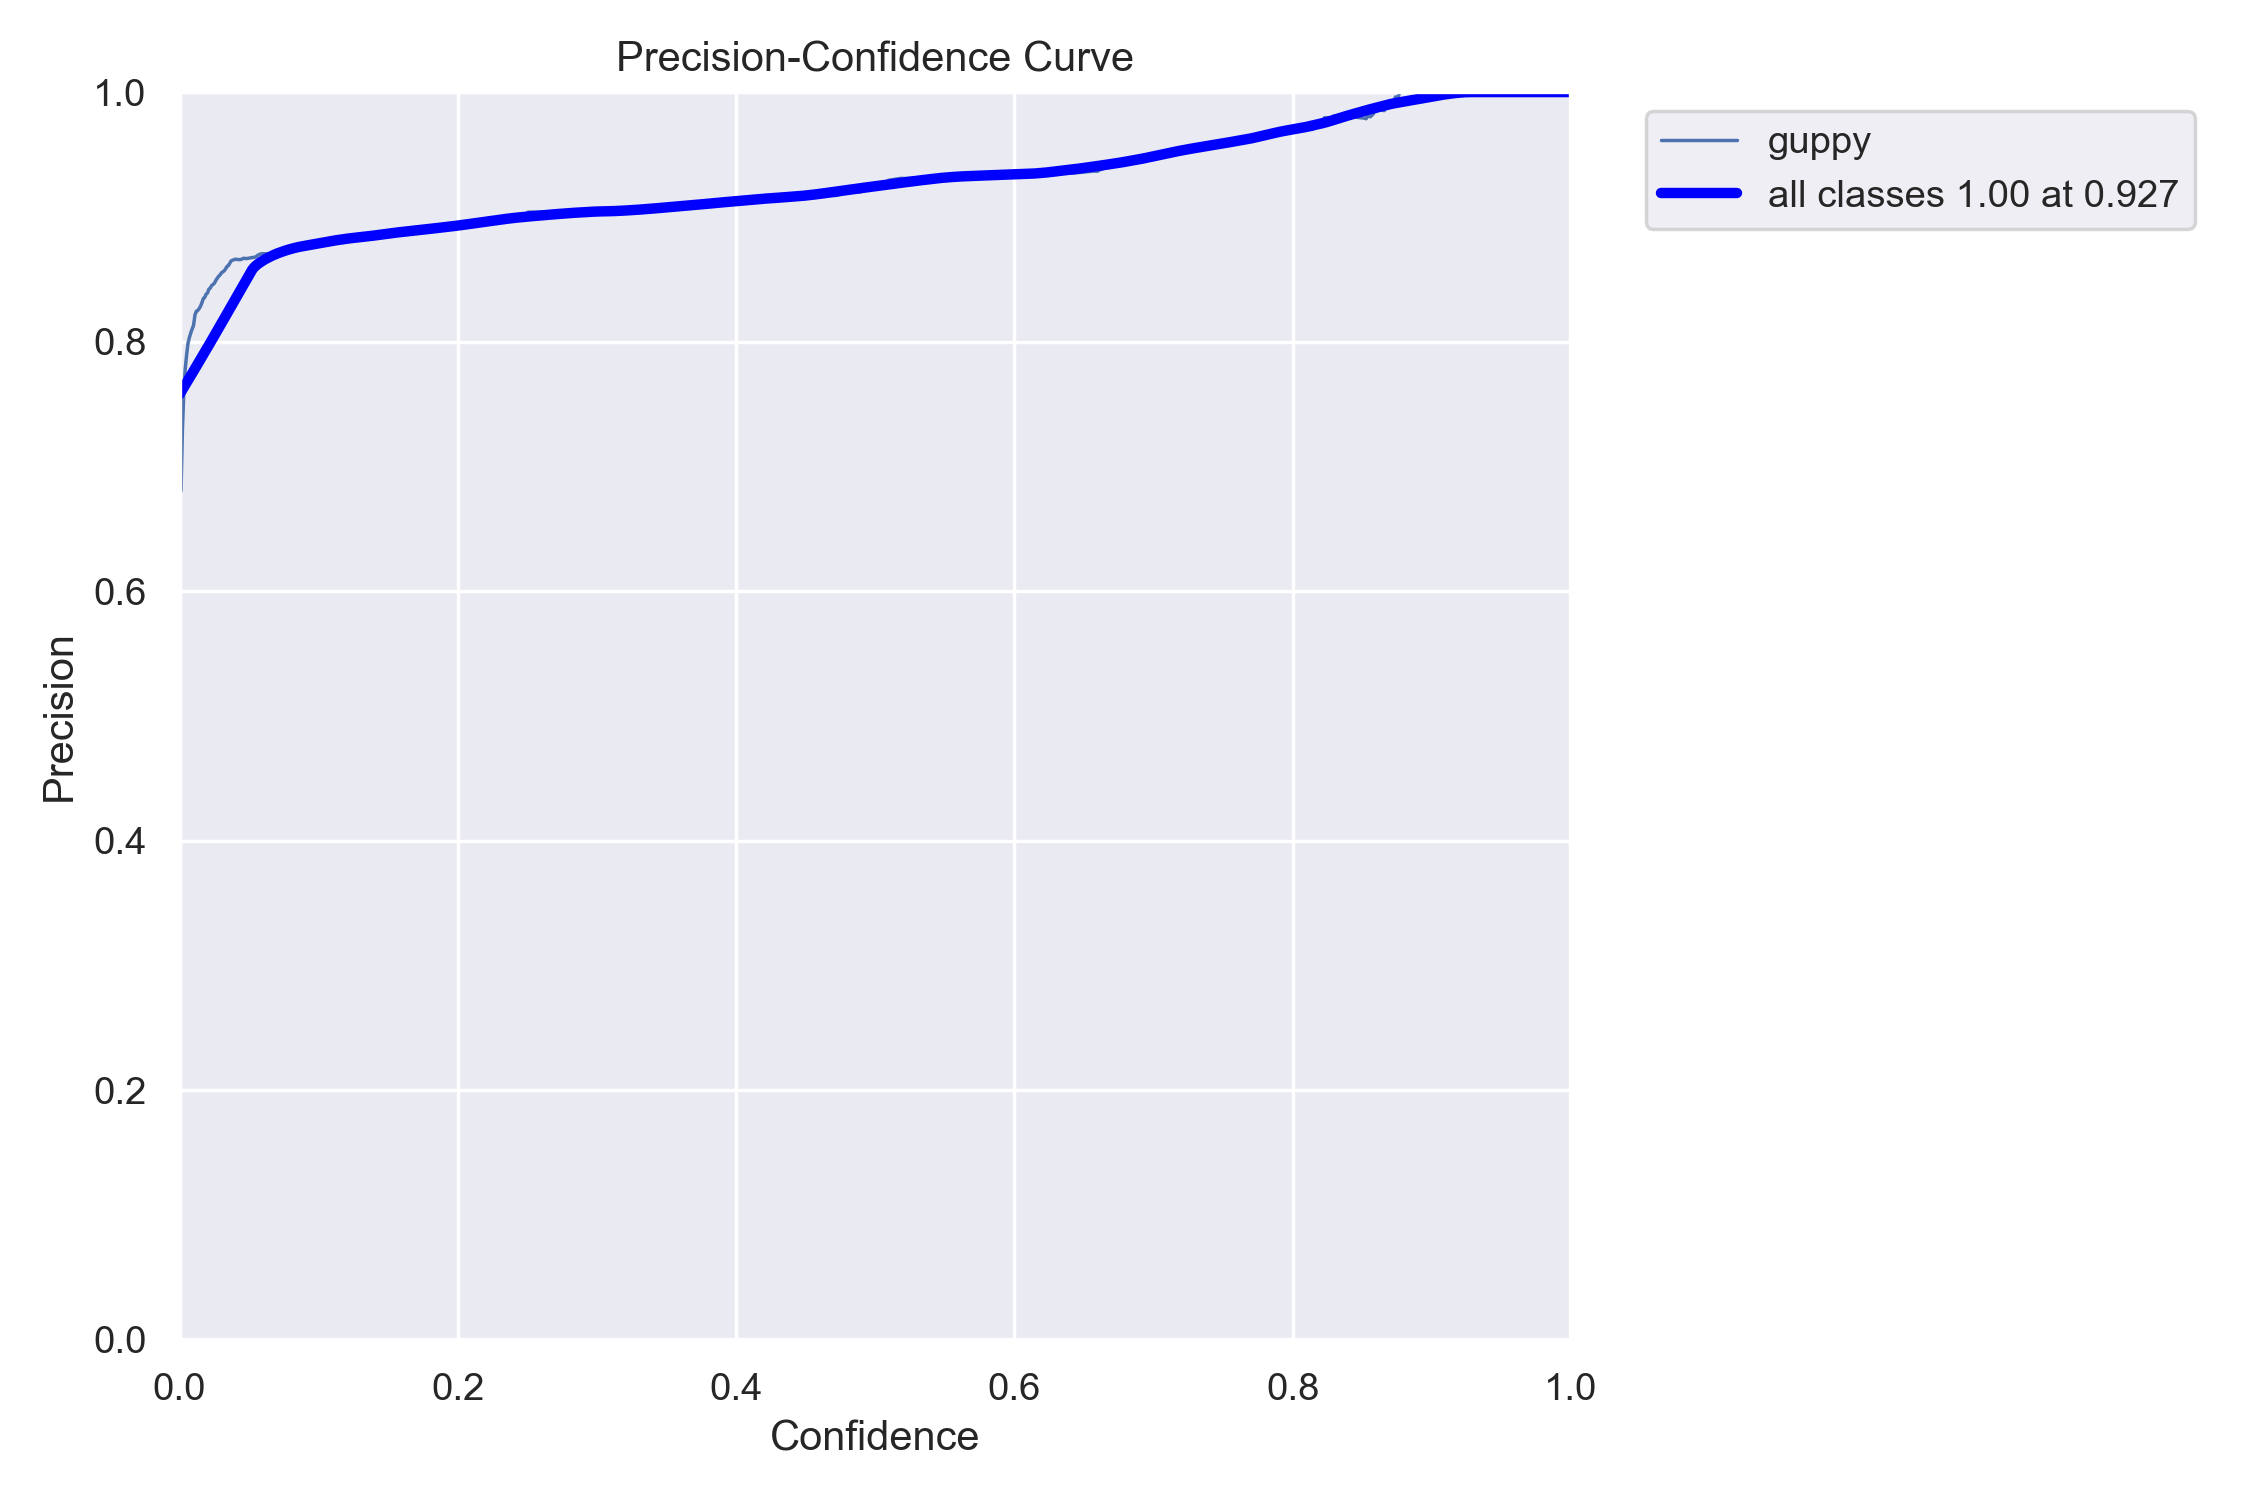 Precision-Confidence Curve
1.0
0.8
0.6
0.4
0.2
0.0
Precision
0.0 0.2 0.4 0.6 0.8 1.0
Confidence
guppy
all classes 1.00 at 0.927